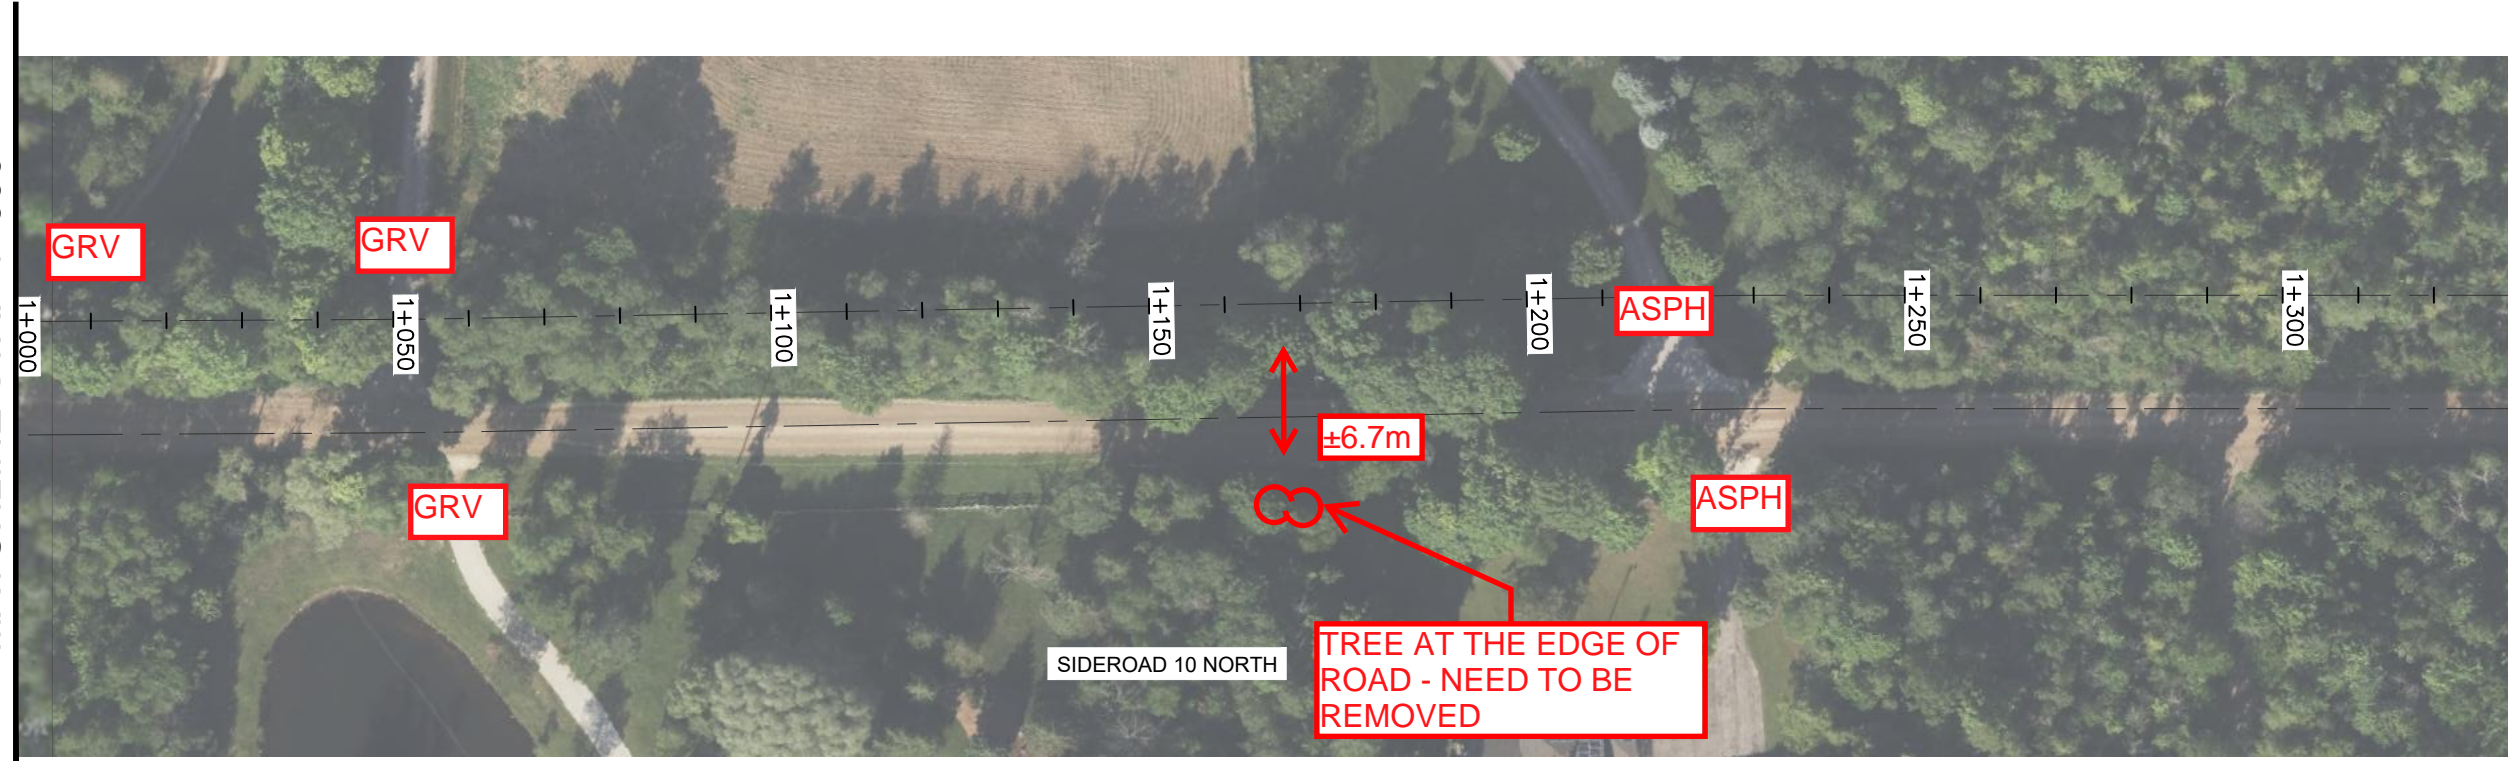 GRV
GRV
1+000
1+050
1+100
1+150
1+200
1+250
1+300
ASPH
±6.7m
GRV
ASPH
SIDEROAD 10 NORTH
TREE AT THE EDGE OF
ROAD - NEED TO BE
REMOVED